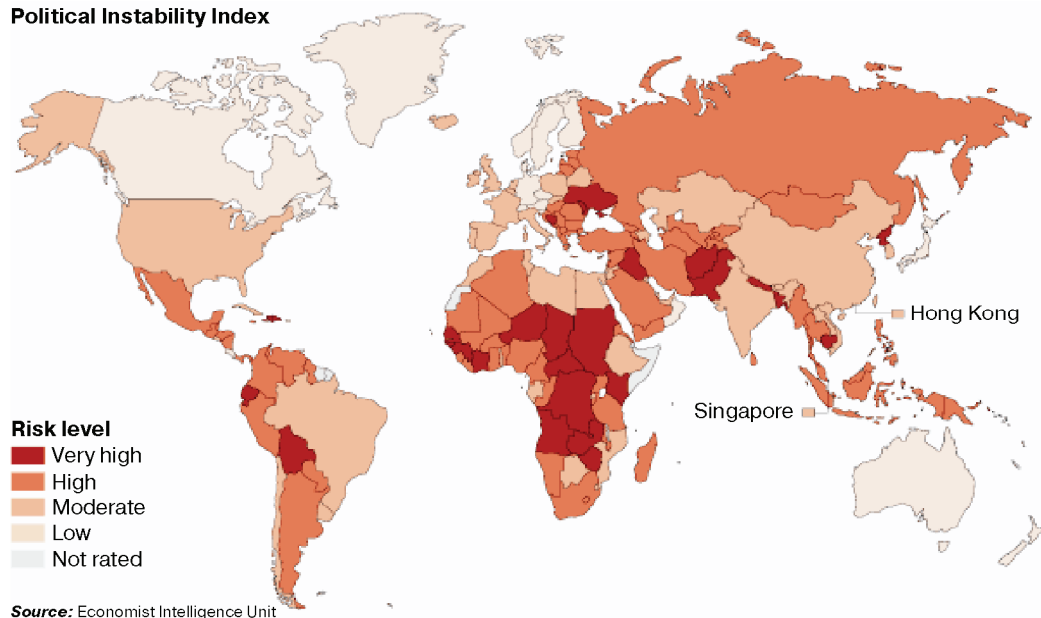 Political Instability Index
Hong Kong
Singapore
Risk level
Very high
High
Moderate
Low
Not rated
Source: Economist Intelligence Unit